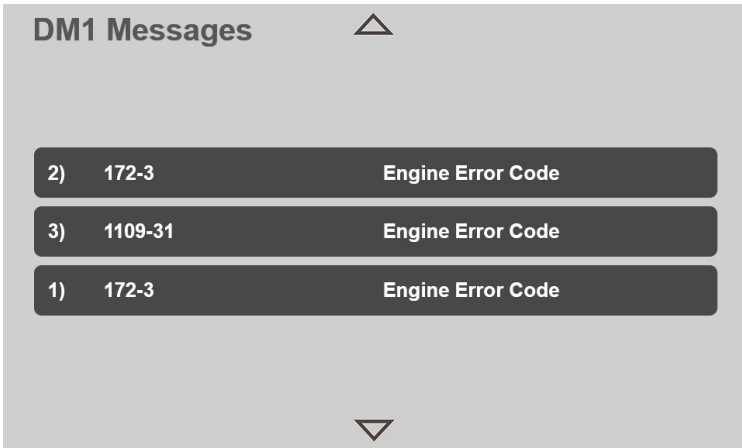 DM1 Messages
2) 172-3 Engine Error Code
3) 1109-31 Engine Error Code
1) 172-3 Engine Error Code